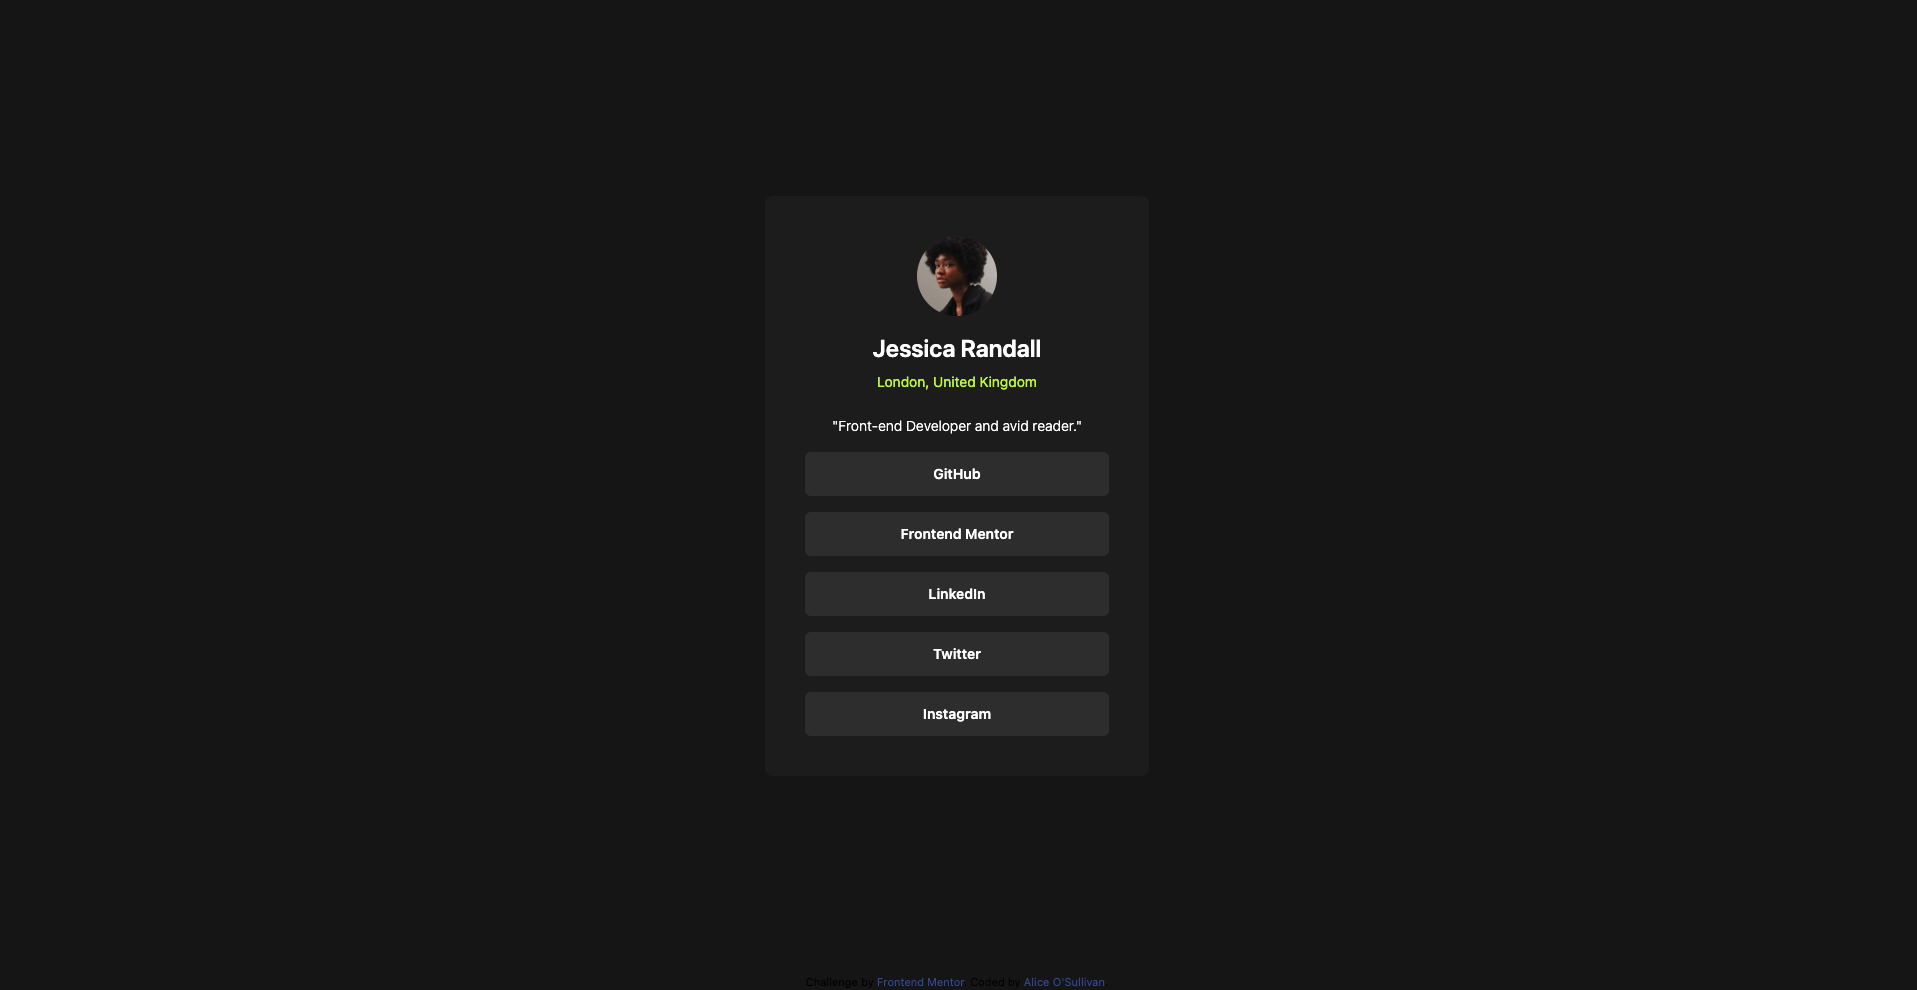 Jessica Randall
London, United Kingdom
"Front-end Developer and avid reader."
GitHub
Frontend Mentor
LinkedIn
Twitter
Instagram
Challenge by Frontend Mentor. Coded by Alice O'Sullivan.